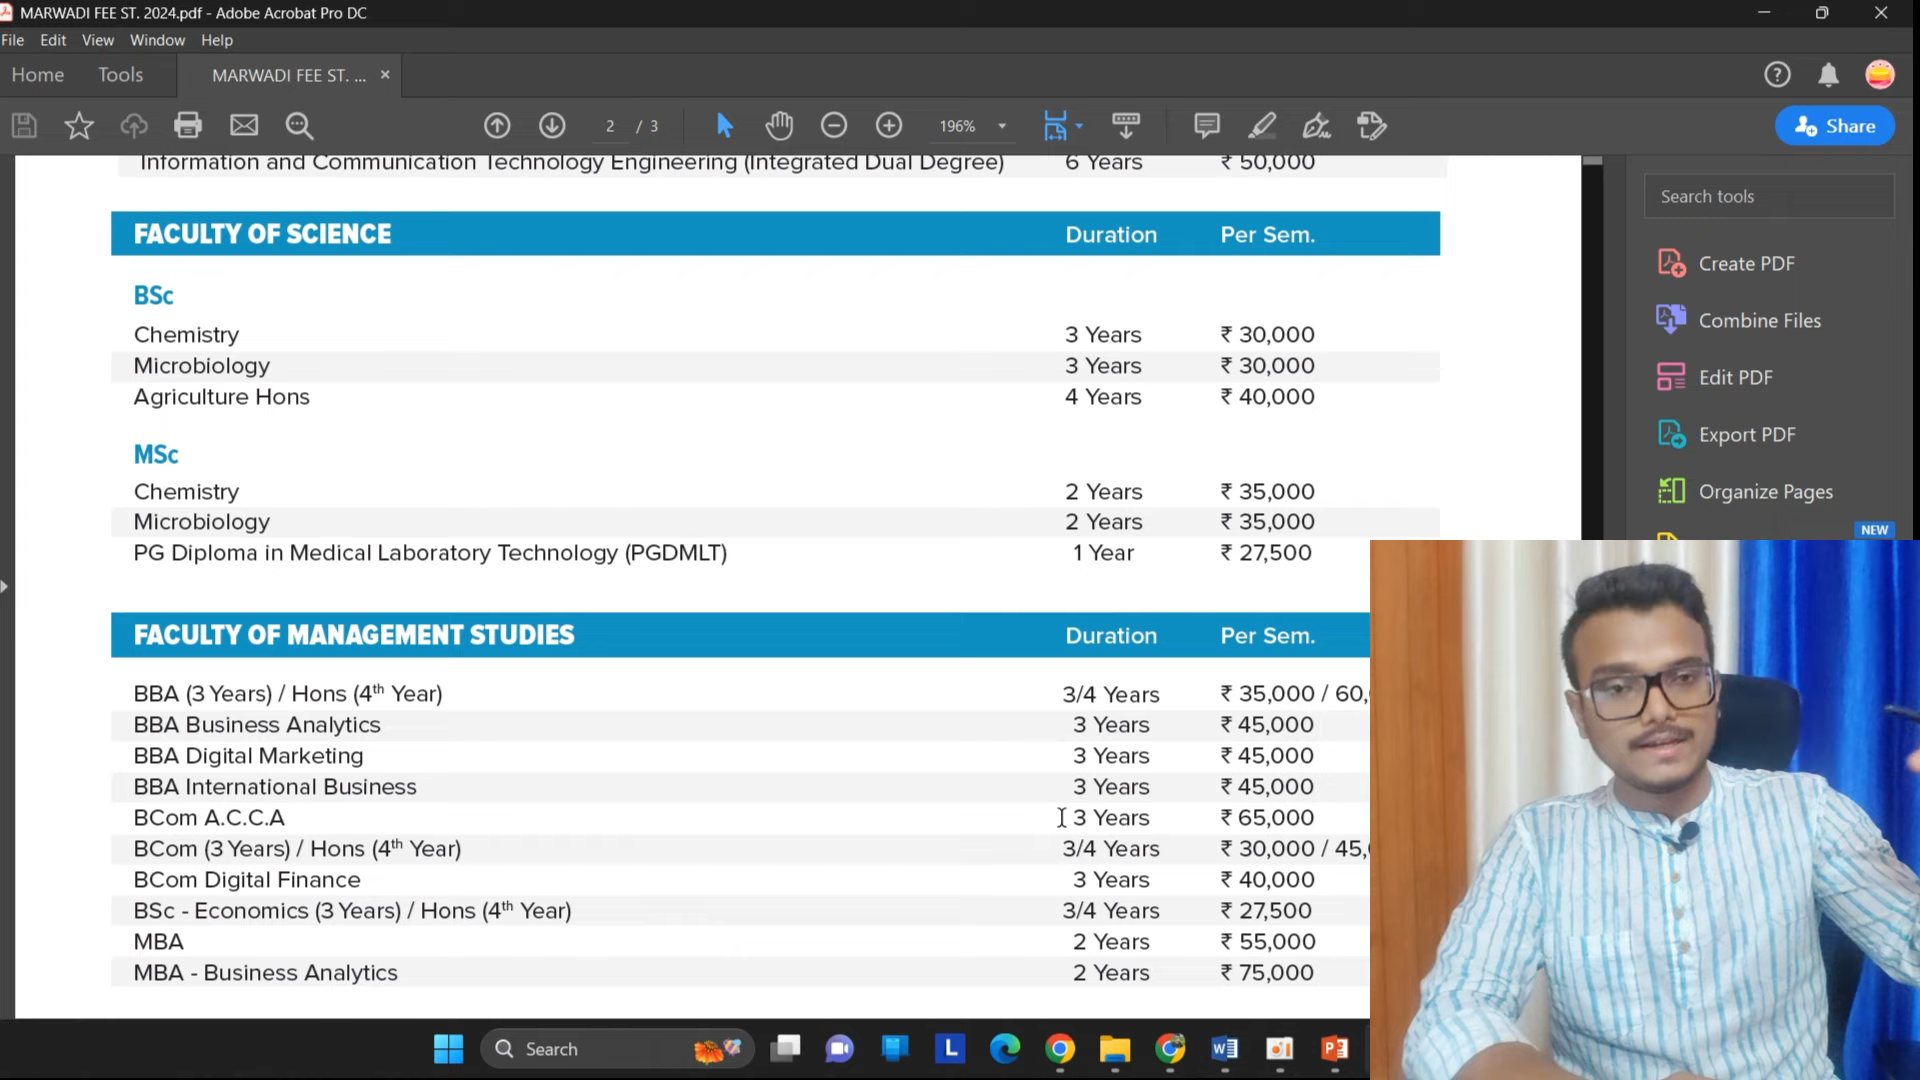 MARWADI FEE ST. 2024.pdf - Adobe Acrobat Pro DC
File Edit View Window Help
Home Tools MARWADI FEE ST. ... ×
2 / 3 196% Share
Information and Communication Technology Engineering (Integrated Dual Degree) 6 Years ₹ 50,000
Search tools
FACULTY OF SCIENCE Duration Per Sem.
Create PDF
BSc
Combine Files
Chemistry 3 Years ₹ 30,000
Microbiology 3 Years ₹ 30,000
Edit PDF
Agriculture Hons 4 Years ₹ 40,000
Export PDF
MSc
Chemistry 2 Years ₹ 35,000
Organize Pages
Microbiology 2 Years ₹ 35,000
NEW
PG Diploma in Medical Laboratory Technology (PGDMLT) 1 Year ₹ 27,500
FACULTY OF MANAGEMENT STUDIES Duration Per Sem.
BBA (3 Years) / Hons (4th Year) 3/4 Years ₹ 35,000 / 60,
BBA Business Analytics 3 Years ₹ 45,000
BBA Digital Marketing 3 Years ₹ 45,000
BBA International Business 3 Years ₹ 45,000
BCom A.C.C.A 3 Years ₹ 65,000
BCom (3 Years) / Hons (4th Year) 3/4 Years ₹ 30,000 / 45,
BCom Digital Finance 3 Years ₹ 40,000
BSc - Economics (3 Years) / Hons (4th Year) 3/4 Years ₹ 27,500
MBA 2 Years ₹ 55,000
MBA - Business Analytics 2 Years ₹ 75,000
Search L W P